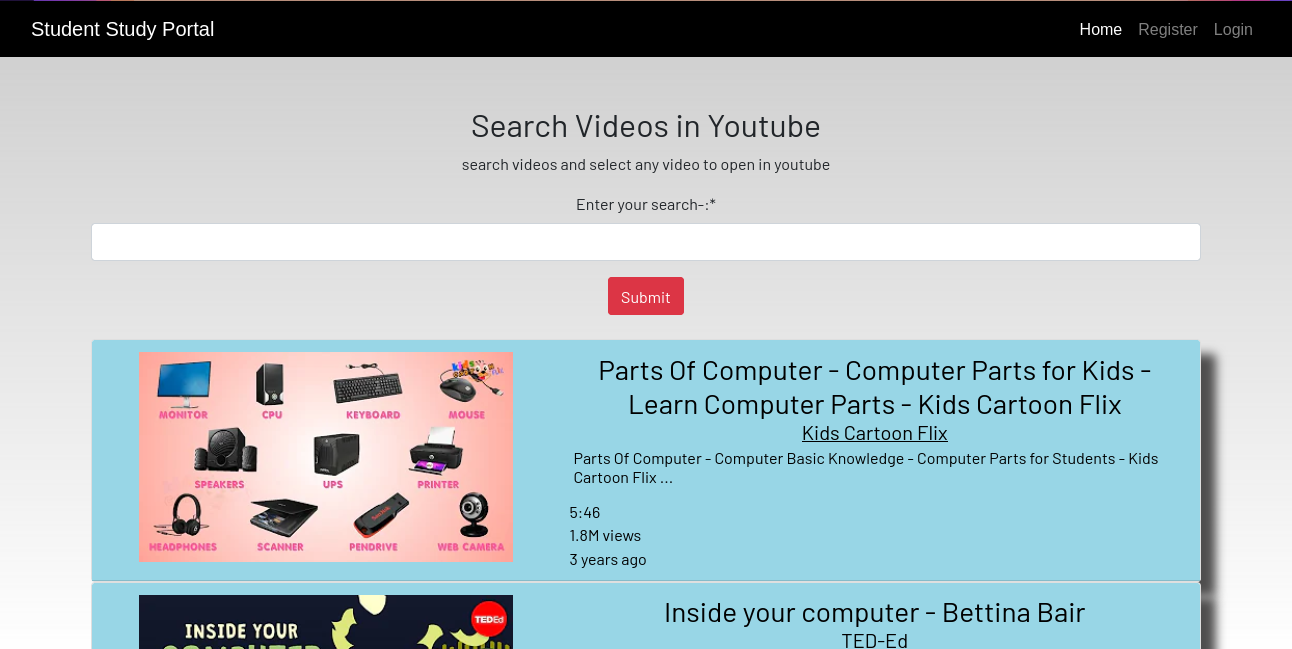 Student Study Portal
Home Register Login
Search Videos in Youtube
search videos and select any video to open in youtube
Enter your search-:*
Submit
MONITOR CPU KEYBOARD MOUSE
SPEAKERS UPS PRINTER
HEADPHONES SCANNER PENDRIVE WEB CAMERA
Parts Of Computer - Computer Parts for Kids -
Learn Computer Parts - Kids Cartoon Flix
Kids Cartoon Flix
Parts Of Computer - Computer Basic Knowledge - Computer Parts for Students - Kids
Cartoon Flix ...
5:46
1.8M views
3 years ago
INSIDE YOUR
COMPUTER
TEDEd
Inside your computer - Bettina Bair
TED-Ed